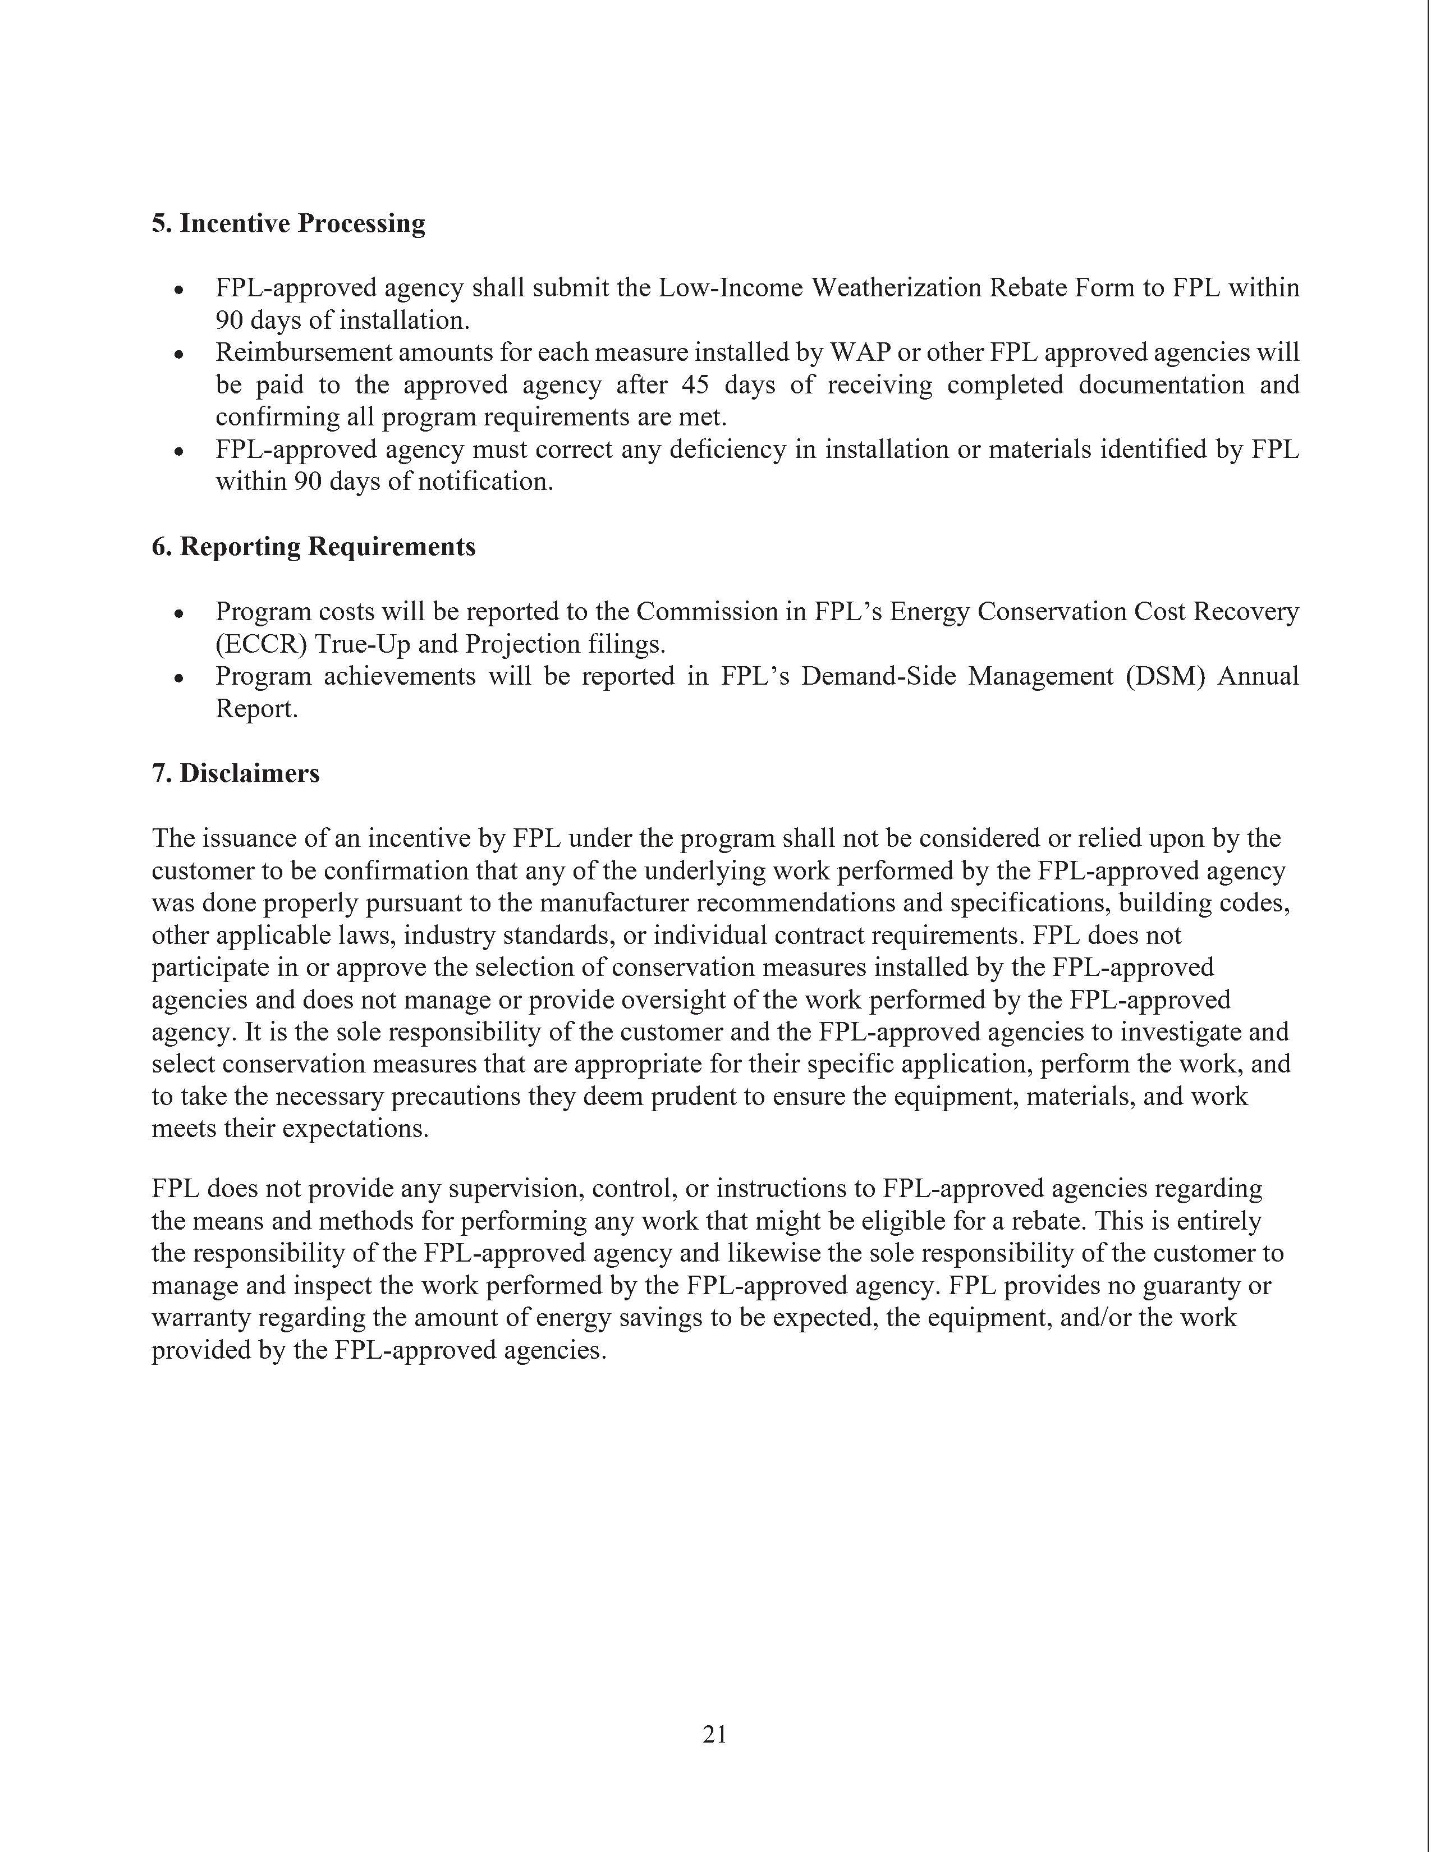 5. Incentive Processing
• FPL-approved agency shall submit the Low-Income Weatherization Rebate Form to FPL within
90 days of installation.
• Reimbursement amounts for each measure installed by WAP or other FPL approved agencies will
be paid to the approved agency after 45 days of receiving completed documentation and
confirming all program requirements are met.
• FPL-approved agency must correct any deficiency in installation or materials identified by FPL
within 90 days of notification.
6. Reporting Requirements
• Program costs will be reported to the Commission in FPL’s Energy Conservation Cost Recovery
(ECCR) True-Up and Projection filings.
• Program achievements will be reported in FPL’s Demand-Side Management (DSM) Annual
Report.
7. Disclaimers
The issuance of an incentive by FPL under the program shall not be considered or relied upon by the
customer to be confirmation that any of the underlying work performed by the FPL-approved agency
was done properly pursuant to the manufacturer recommendations and specifications, building codes,
other applicable laws, industry standards, or individual contract requirements. FPL does not
participate in or approve the selection of conservation measures installed by the FPL-approved
agencies and does not manage or provide oversight of the work performed by the FPL-approved
agency. It is the sole responsibility of the customer and the FPL-approved agencies to investigate and
select conservation measures that are appropriate for their specific application, perform the work, and
to take the necessary precautions they deem prudent to ensure the equipment, materials, and work
meets their expectations.
FPL does not provide any supervision, control, or instructions to FPL-approved agencies regarding
the means and methods for performing any work that might be eligible for a rebate. This is entirely
the responsibility of the FPL-approved agency and likewise the sole responsibility of the customer to
manage and inspect the work performed by the FPL-approved agency. FPL provides no guaranty or
warranty regarding the amount of energy savings to be expected, the equipment, and/or the work
provided by the FPL-approved agencies.
21